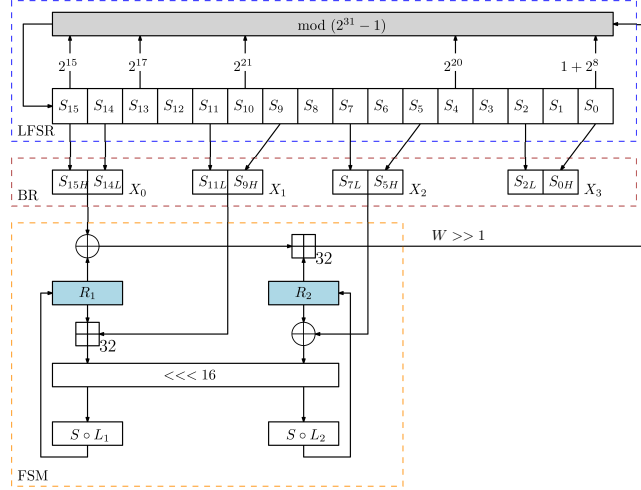 mod (2^31 − 1)
2^15 2^17 2^21 2^20 1 + 2^8
S15 S14 S13 S12 S11 S10 S9 S8 S7 S6 S5 S4 S3 S2 S1 S0
LFSR
S15H S14L X0 S11L S9H X1 S7L S5H X2 S2L S0H X3
BR
W >> 1
32
R1 R2
32
<<< 16
S ∘ L1 S ∘ L2
FSM